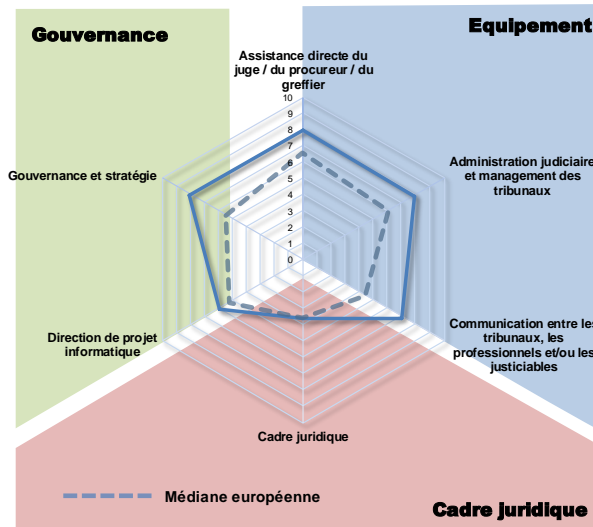 Gouvernance
Equipement
Assistance directe du
juge / du procureur / du
greffier
10
9
8
7
6
5
4
3
2
1
0
Gouvernance et stratégie
Administration judiciaire
et management des
tribunaux
Direction de projet
informatique
Communication entre les
tribunaux, les
professionnels et/ou les
justiciables
Cadre juridique
Médiane européenne
Cadre juridique